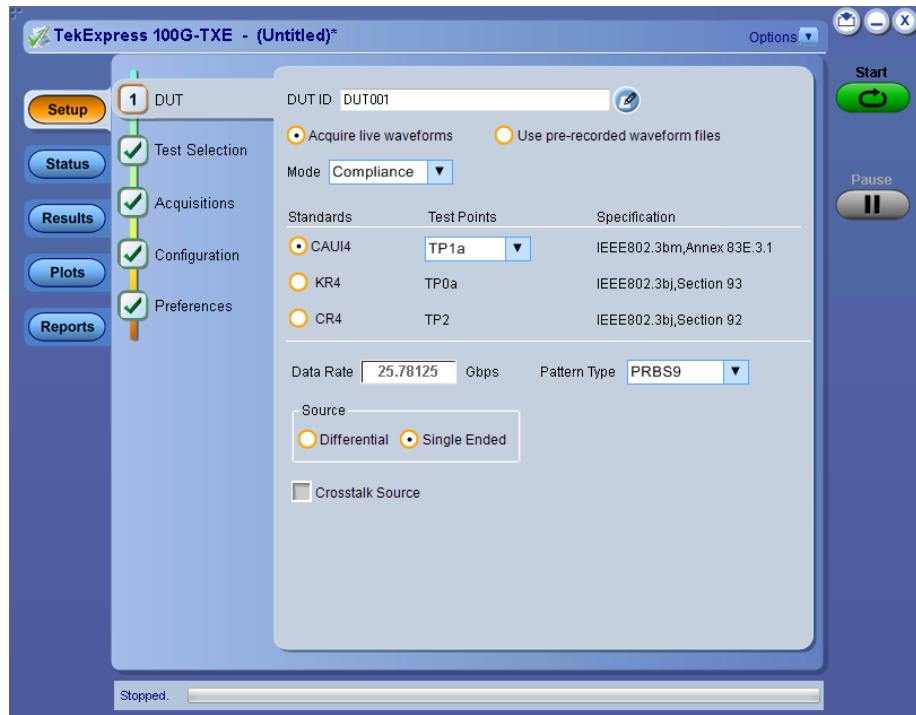 TekExpress 100G-TXE - (Untitled)*
Options
Start
Setup
1 DUT
DUT ID DUT001
Acquire live waveforms
Use pre-recorded waveform files
Status
Test Selection
Mode Compliance
Pause
Results
Acquisitions
Standards Test Points Specification
CAUI4 TP1a IEEE802.3bm,Annex 83E.3.1
Plots
Configuration
KR4 TP0a IEEE802.3bj,Section 93
Reports
Preferences
CR4 TP2 IEEE802.3bj,Section 92
Data Rate 25.78125 Gbps Pattern Type PRBS9
Source
Differential Single Ended
Crosstalk Source
Stopped.